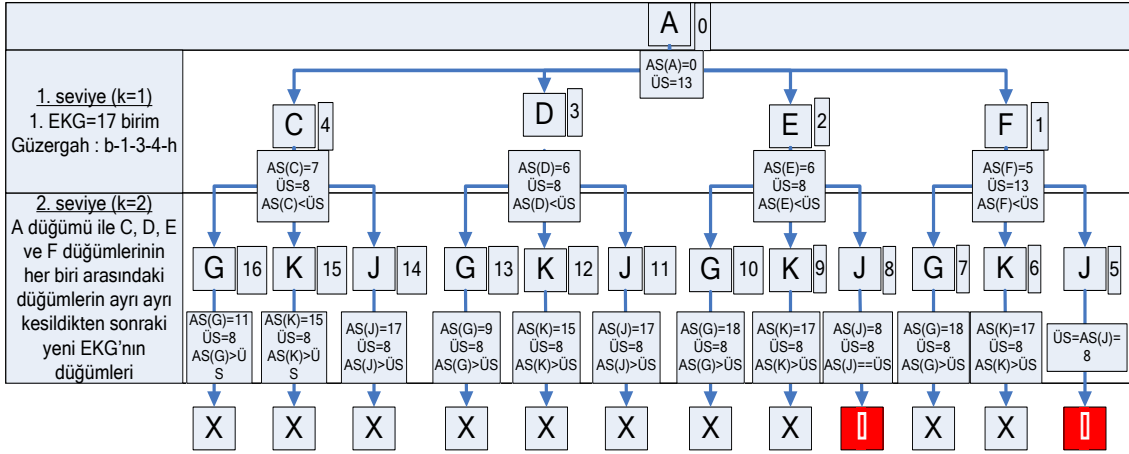 A 0
AS(A)=0
ÜS=13
1. seviye (k=1)
1. EKG=17 birim
Güzergah : b-1-3-4-h
C 4
D 3
E 2
F 1
AS(C)=7
ÜS=8
AS(C)<ÜS
AS(D)=6
ÜS=8
AS(D)<ÜS
AS(E)=6
ÜS=8
AS(E)<ÜS
AS(F)=5
ÜS=13
AS(F)<ÜS
2. seviye (k=2)
A düğümü ile C, D, E
ve F düğümlerinin
her biri arasındaki
düğümlerin ayrı ayrı
kesildikten sonraki
yeni EKG'nın
düğümleri
G 16
K 15
J 14
G 13
K 12
J 11
G 10
K 9
J 8
G 7
K 6
J 5
AS(G)=11
ÜS=8
AS(G)>Ü
S
AS(K)=15
ÜS=8
AS(K)>Ü
S
AS(J)=17
ÜS=8
AS(J)>ÜS
AS(G)=9
ÜS=8
AS(G)>ÜS
AS(K)=15
ÜS=8
AS(K)>ÜS
AS(J)=17
ÜS=8
AS(J)>ÜS
AS(G)=18
ÜS=8
AS(G)>ÜS
AS(K)=17
ÜS=8
AS(K)>ÜS
AS(J)=8
ÜS=8
AS(J)==ÜS
AS(G)=18
ÜS=8
AS(G)>ÜS
AS(K)=17
ÜS=8
AS(K)>ÜS
ÜS=AS(J)=
8
X
X
X
X
X
X
X
X
X
X